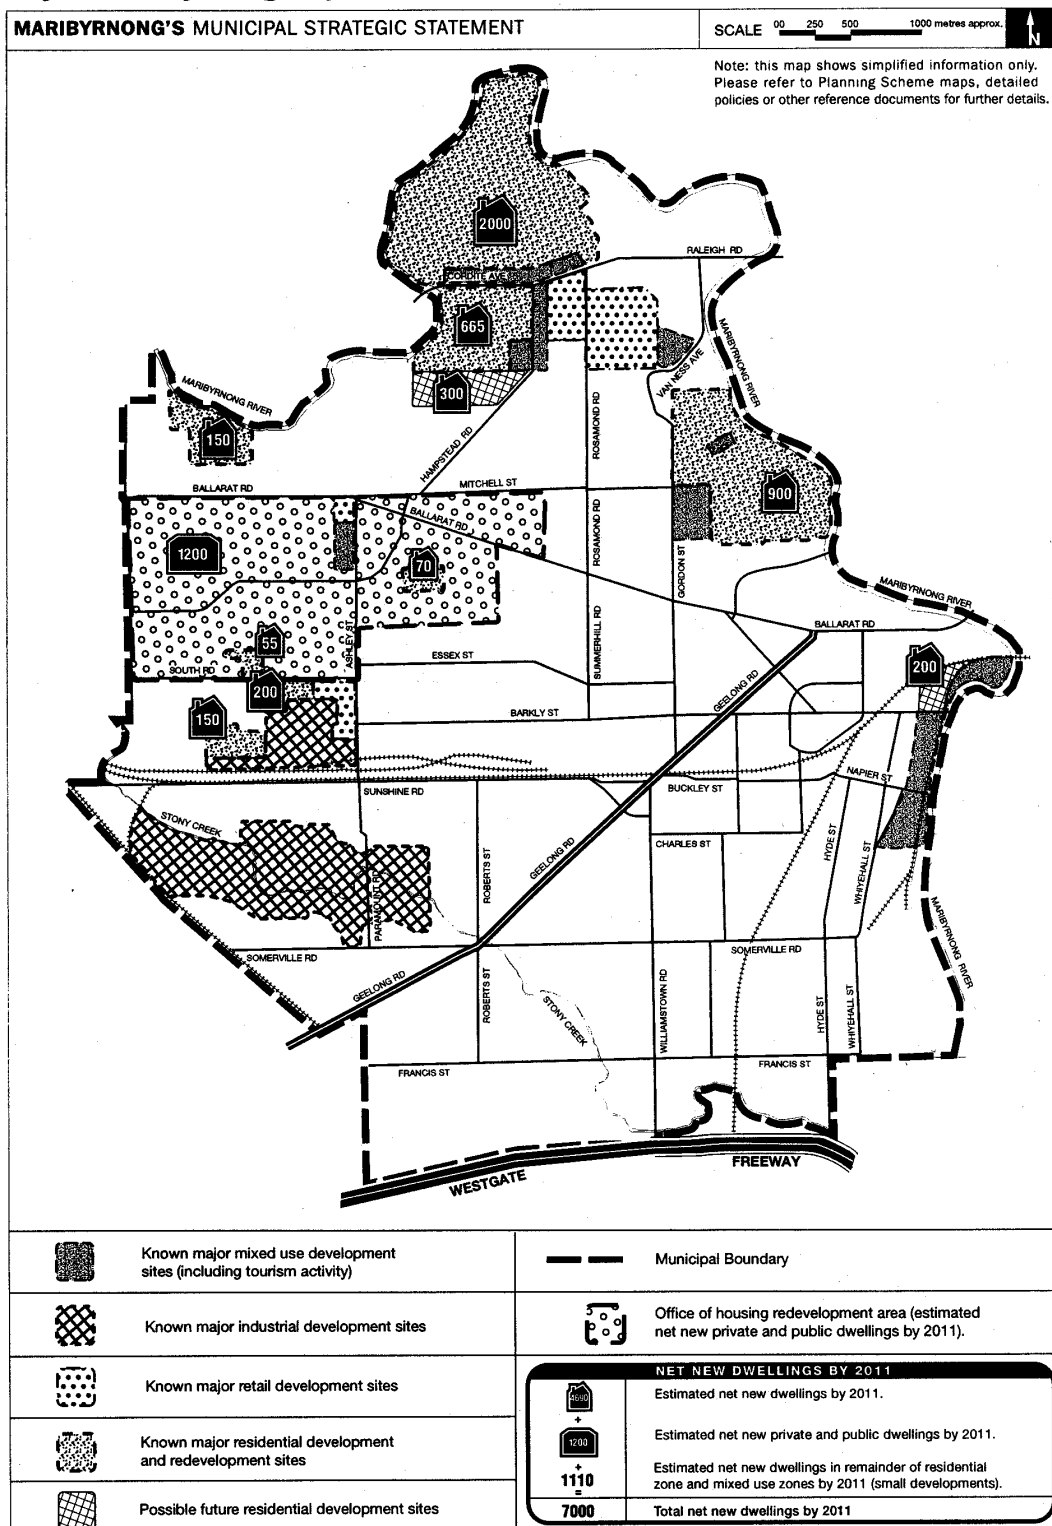 MARIBYRNONG'S MUNICIPAL STRATEGIC STATEMENT
SCALE 00 250 500 1000 metres approx.
N
Note: this map shows simplified information only.
Please refer to Planning Scheme maps, detailed
policies or other reference documents for further details.
2000
RALEIGH RD
CORDITE AVE
665
MARIBYRNONG RIVER
VAN NESS AVE
300
MARIBYRNONG RIVER
150
HAMPSTEAD RD
ROSAMOND RD
BALLARAT RD
MITCHELL ST
900
BALLARAT RD
ROSAMOND RD
GORDON ST
1200
70
MARIBYRNONG RIVER
BALLARAT RD
55
ASHLEY ST
ESSEX ST
SUMMERHILL RD
GEELONG RD
200
SOUTH RD
200
150
BARKLY ST
NAPIER ST
SUNSHINE RD
BUCKLEY ST
STONY CREEK
CHARLES ST
HYDE ST
WHIYEHALL ST
GEELONG RD
ROBERTS ST
PARAMOUNT RD
MARIBYRNONG RIVER
SOMERVILLE RD
SOMERVILLE RD
GEELONG RD
ROBERTS ST
STONY CREEK
WILLIAMSTOWN RD
HYDE ST
WHIYEHALL ST
FRANCIS ST
FRANCIS ST
WESTGATE
FREEWAY
Known major mixed use development
sites (including tourism activity)
Known major industrial development sites
Known major retail development sites
Known major residential development
and redevelopment sites
Possible future residential development sites
Municipal Boundary
Office of housing redevelopment area (estimated
net new private and public dwellings by 2011).
NET NEW DWELLINGS BY 2011
4690
Estimated net new dwellings by 2011.
+
1200
Estimated net new private and public dwellings by 2011.
+
1110
Estimated net new dwellings in remainder of residential
zone and mixed use zones by 2011 (small developments).
=
7000
Total net new dwellings by 2011